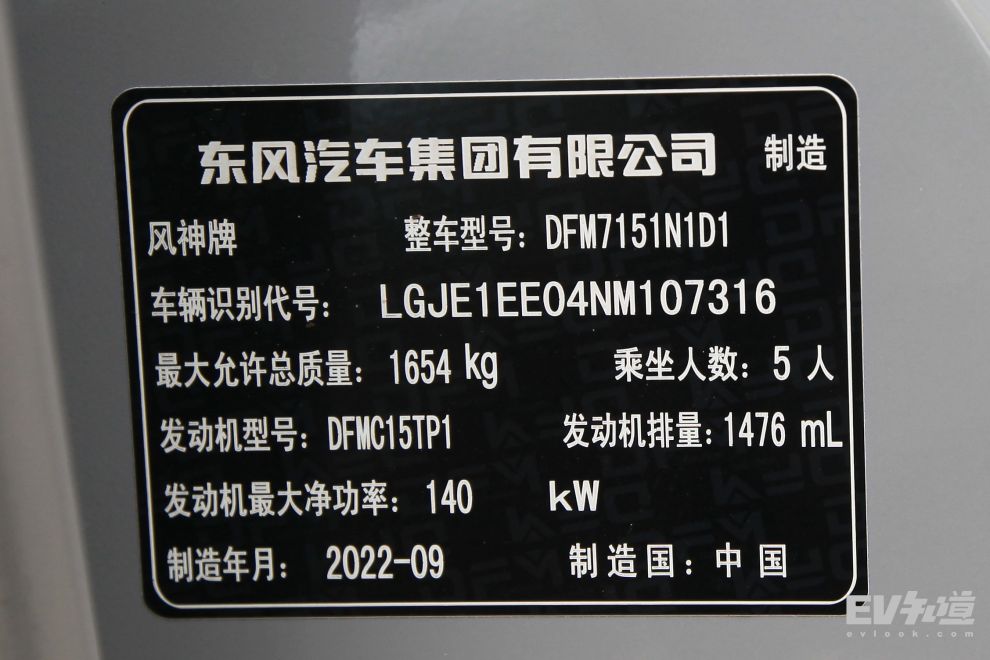 东风汽车集团有限公司 制造
风神牌 整车型号：DFM7151N1D1
车辆识别代号：LGJE1EE04NM107316
最大允许总质量：1654 kg 乘坐人数：5 人
发动机型号：DFMC15TP1 发动机排量：1476 mL
发动机最大净功率：140 kW
制造年月：2022-09 制造国：中国
EV知道
evlook.com